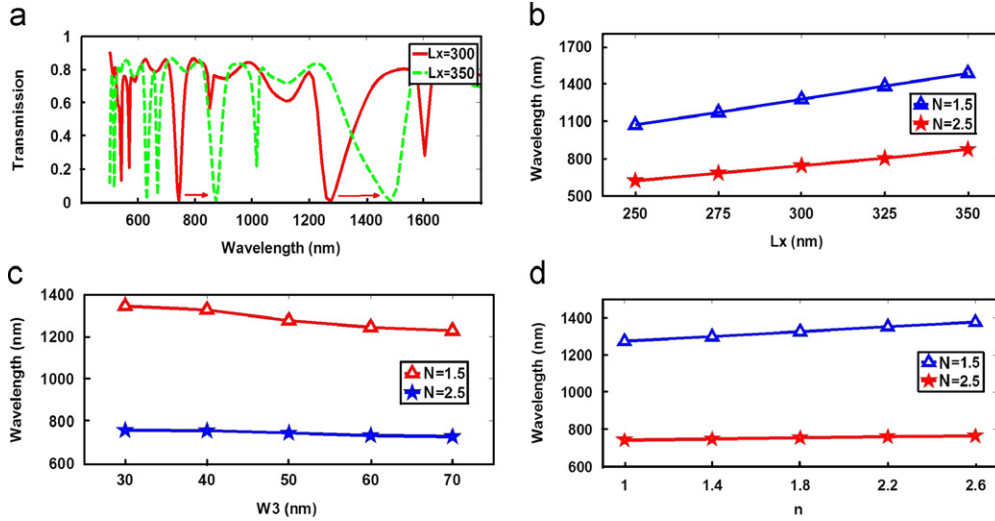 a
Transmission
1
0.8
0.6
0.4
0.2
0
Lx=300
Lx=350
600 800 1000 1200 1400 1600
Wavelength (nm)
b
Wavelength (nm)
1700
1400
1100
800
500
N=1.5
N=2.5
250 275 300 325 350
Lx (nm)
c
Wavelength (nm)
1400
1200
1000
800
600
N=1.5
N=2.5
30 40 50 60 70
W3 (nm)
d
Wavelength (nm)
1400
1200
1000
800
600
N=1.5
N=2.5
1 1.4 1.8 2.2 2.6
n